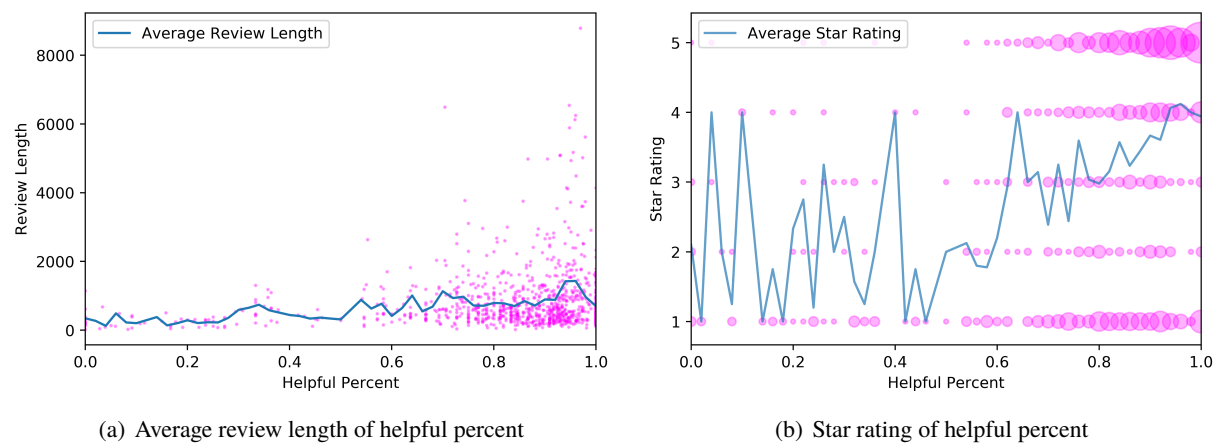 Average Review Length
8000
6000
4000
2000
0
Review Length
0.0 0.2 0.4 0.6 0.8 1.0
Helpful Percent
(a) Average review length of helpful percent
Average Star Rating
5
4
3
2
1
Star Rating
0.0 0.2 0.4 0.6 0.8 1.0
Helpful Percent
(b) Star rating of helpful percent